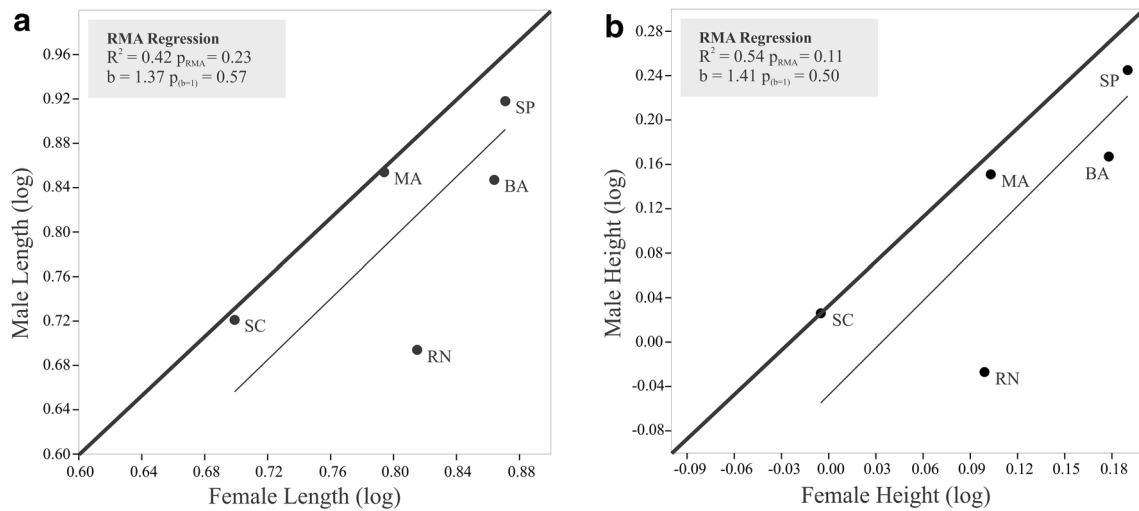 a
RMA Regression
R² = 0.42 p_RMA = 0.23
b = 1.37 p_(b=1) = 0.57
0.96
0.92
0.88
0.84
0.80
0.76
0.72
0.68
0.64
0.60
Male Length (log)
SP
MA
BA
SC
RN
0.60 0.64 0.68 0.72 0.76 0.80 0.84 0.88
Female Length (log)
b
RMA Regression
R² = 0.54 p_RMA = 0.11
b = 1.41 p_(b=1) = 0.50
0.28
0.24
0.20
0.16
0.12
0.08
0.04
0.00
-0.04
-0.08
Male Height (log)
SP
BA
MA
SC
RN
-0.09 -0.06 -0.03 0.00 0.03 0.06 0.09 0.12 0.15 0.18
Female Height (log)